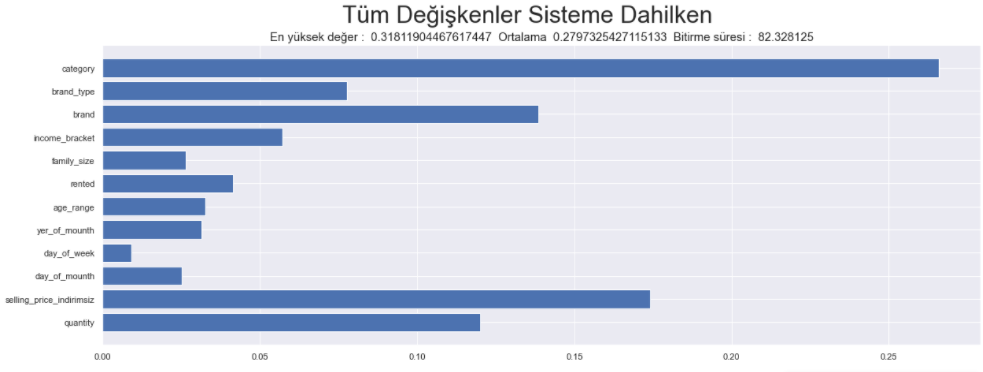 Tüm Değişkenler Sisteme Dahilken
En yüksek değer : 0.31811904467617447 Ortalama 0.2797325427115133 Bitirme süresi : 82.328125
category
brand_type
brand
income_bracket
family_size
rented
age_range
yer_of_mounth
day_of_week
day_of_mounth
selling_price_indirimsiz
quantity
0.00 0.05 0.10 0.15 0.20 0.25